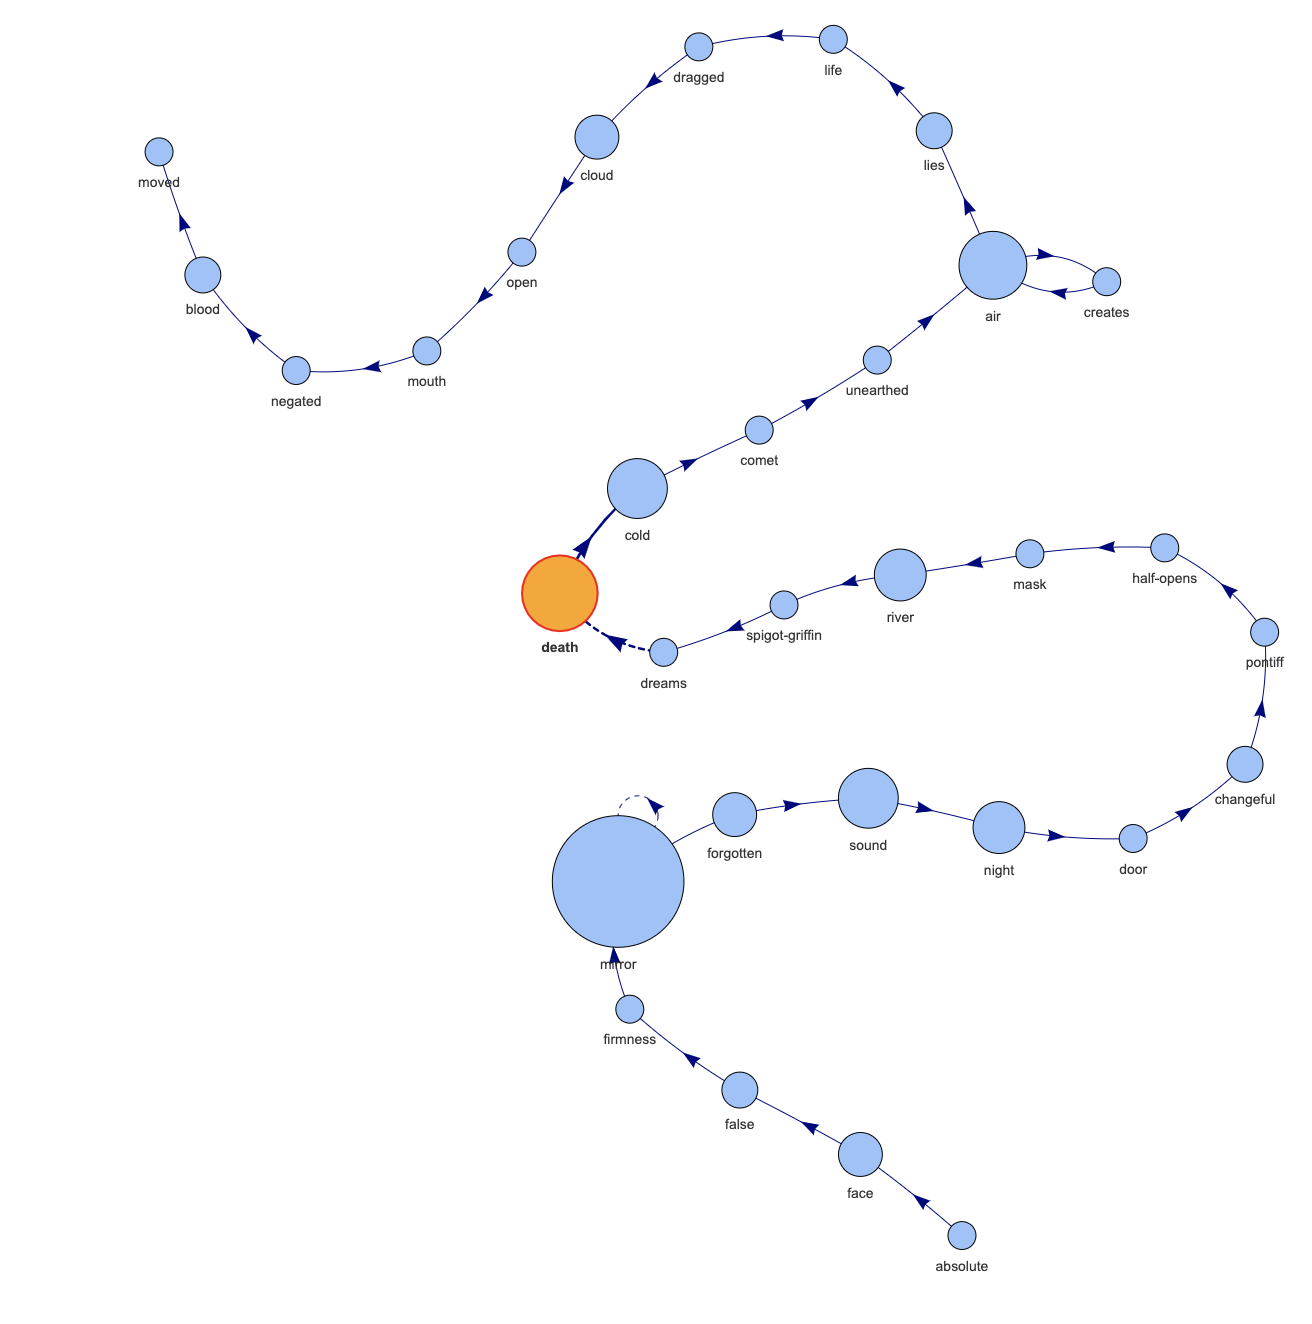 life
dragged
lies
cloud
moved
open
creates
blood
air
mouth
unearthed
negated
comet
cold
half-opens
mask
river
spigot-griffin
death
pontiff
dreams
changeful
sound
forgotten
night
door
mirror
firmness
false
face
absolute